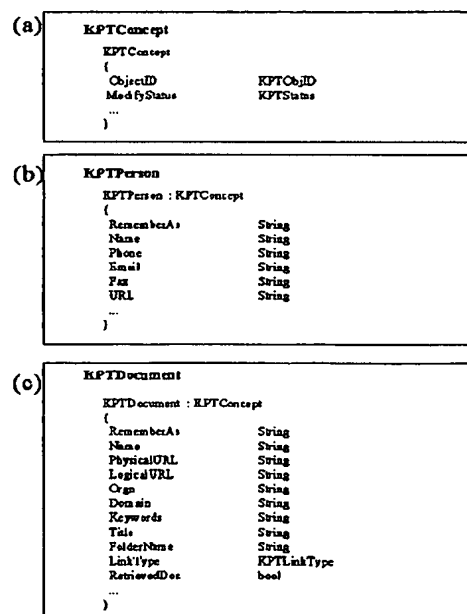 (a)
KPTConcept
KPTConcept
{
ObjectID KPTObjID
ModifyStatus KPTStatus
...
}
(b)
KPTPerson
KPTPerson : KPTConcept
{
RememberAs String
Name String
Phone String
Email String
Fax String
URL String
...
}
(c)
KPTDocument
KPTDocument : KPTConcept
{
RememberAs String
Name String
PhysicalURL String
LogicalURL String
Orgn String
Domain String
Keywords String
Title String
FolderName String
LinkType KPTLinkType
RetrievedDoc bool
...
}